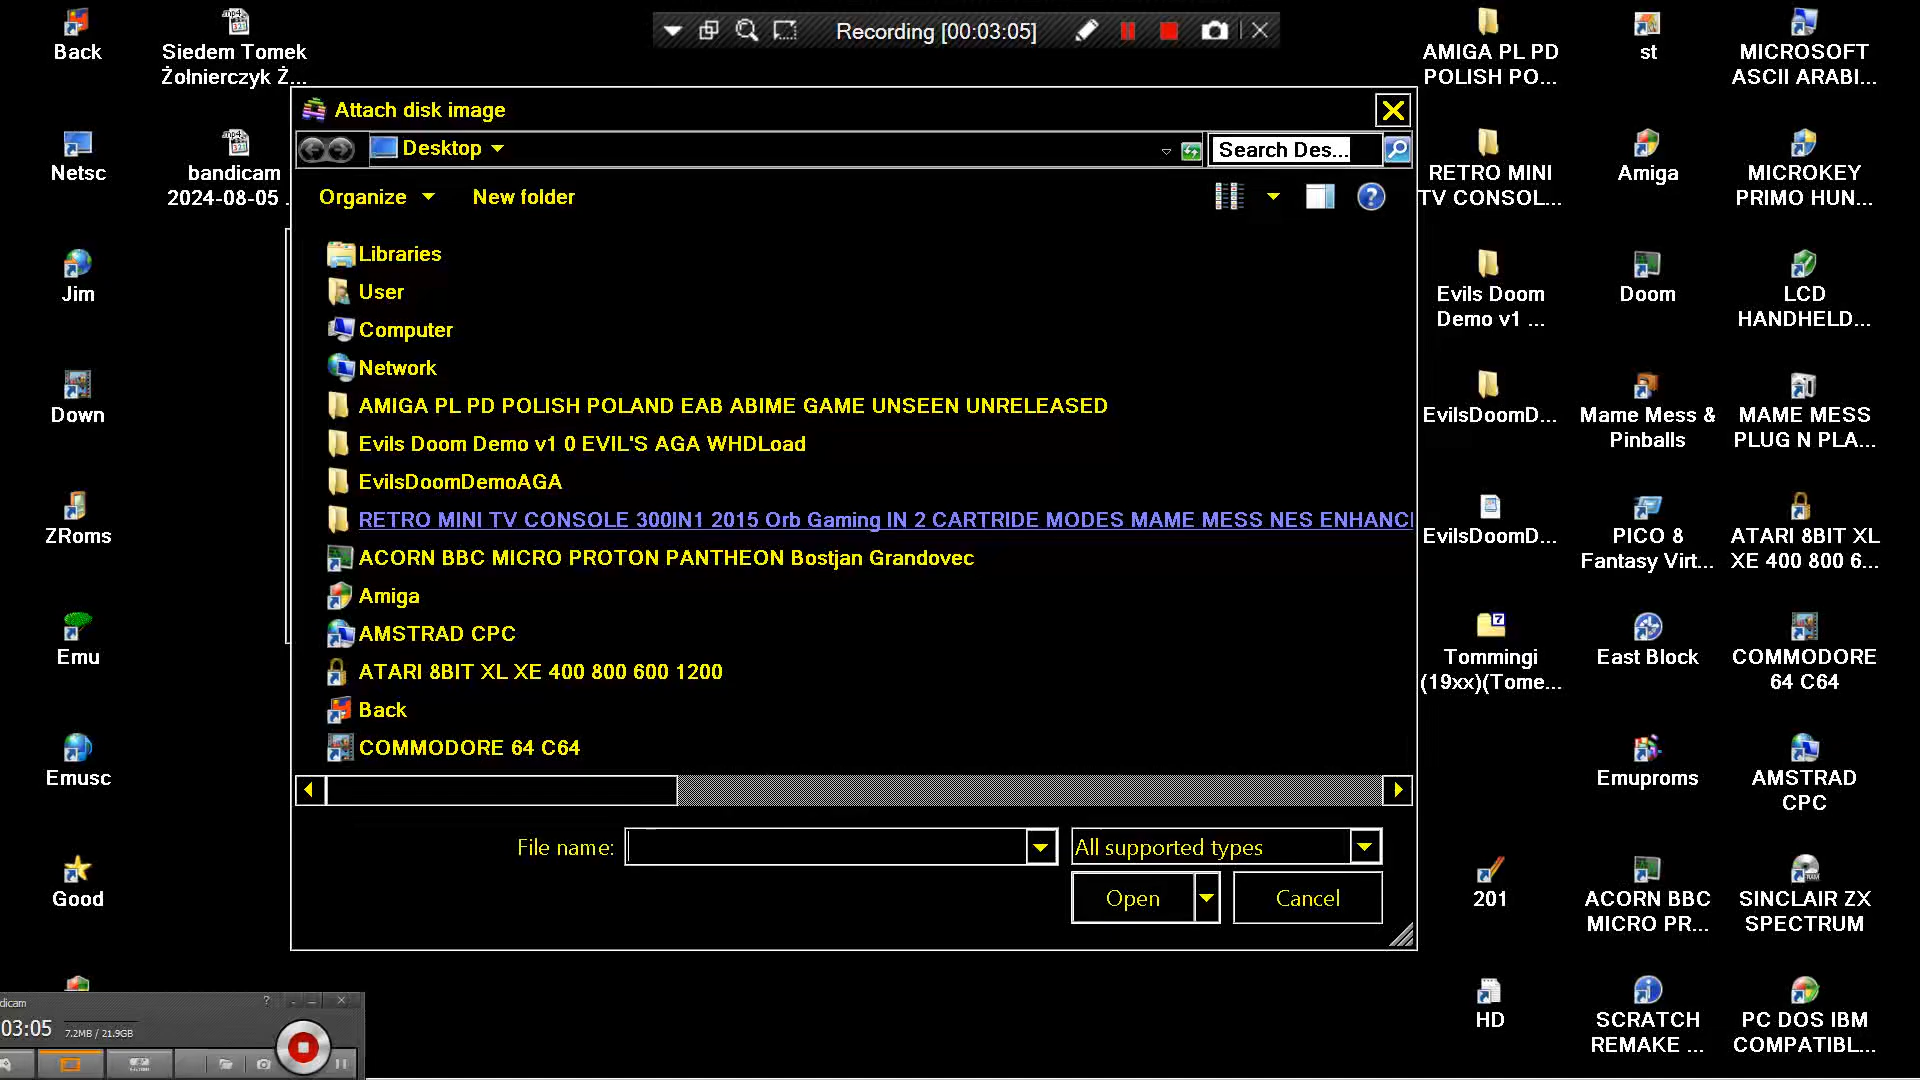 Recording [00:03:05]
Back
Siedem Tomek
Żołnierczyk Ż...
Netsc
bandicam
2024-08-05 .
Jim
Down
ZRoms
Emu
Emusc
Good
Attach disk image
Desktop
Search Des...
Organize
New folder
Libraries
User
Computer
Network
AMIGA PL PD POLISH POLAND EAB ABIME GAME UNSEEN UNRELEASED
Evils Doom Demo v1 0 EVIL'S AGA WHDLoad
EvilsDoomDemoAGA
RETRO MINI TV CONSOLE 300IN1 2015 Orb Gaming IN 2 CARTRIDE MODES MAME MESS NES ENHANC
ACORN BBC MICRO PROTON PANTHEON Bostjan Grandovec
Amiga
AMSTRAD CPC
ATARI 8BIT XL XE 400 800 600 1200
Back
COMMODORE 64 C64
File name:
All supported types
Open
Cancel
AMIGA PL PD
POLISH PO...
st
MICROSOFT
ASCII ARABI...
RETRO MINI
TV CONSOL...
Amiga
MICROKEY
PRIMO HUN...
Evils Doom
Demo v1 ...
Doom
LCD
HANDHELD...
EvilsDoomD...
Mame Mess &
Pinballs
MAME MESS
PLUG N PLA...
EvilsDoomD...
PICO 8
Fantasy Virt...
ATARI 8BIT XL
XE 400 800 6...
Tommingi
(19xx)(Tome...
East Block
COMMODORE
64 C64
Emuproms
AMSTRAD
CPC
201
ACORN BBC
MICRO PR...
SINCLAIR ZX
SPECTRUM
HD
SCRATCH
REMAKE ...
PC DOS IBM
COMPATIBL...
dicam
03:05
7.2MB / 21.9GB